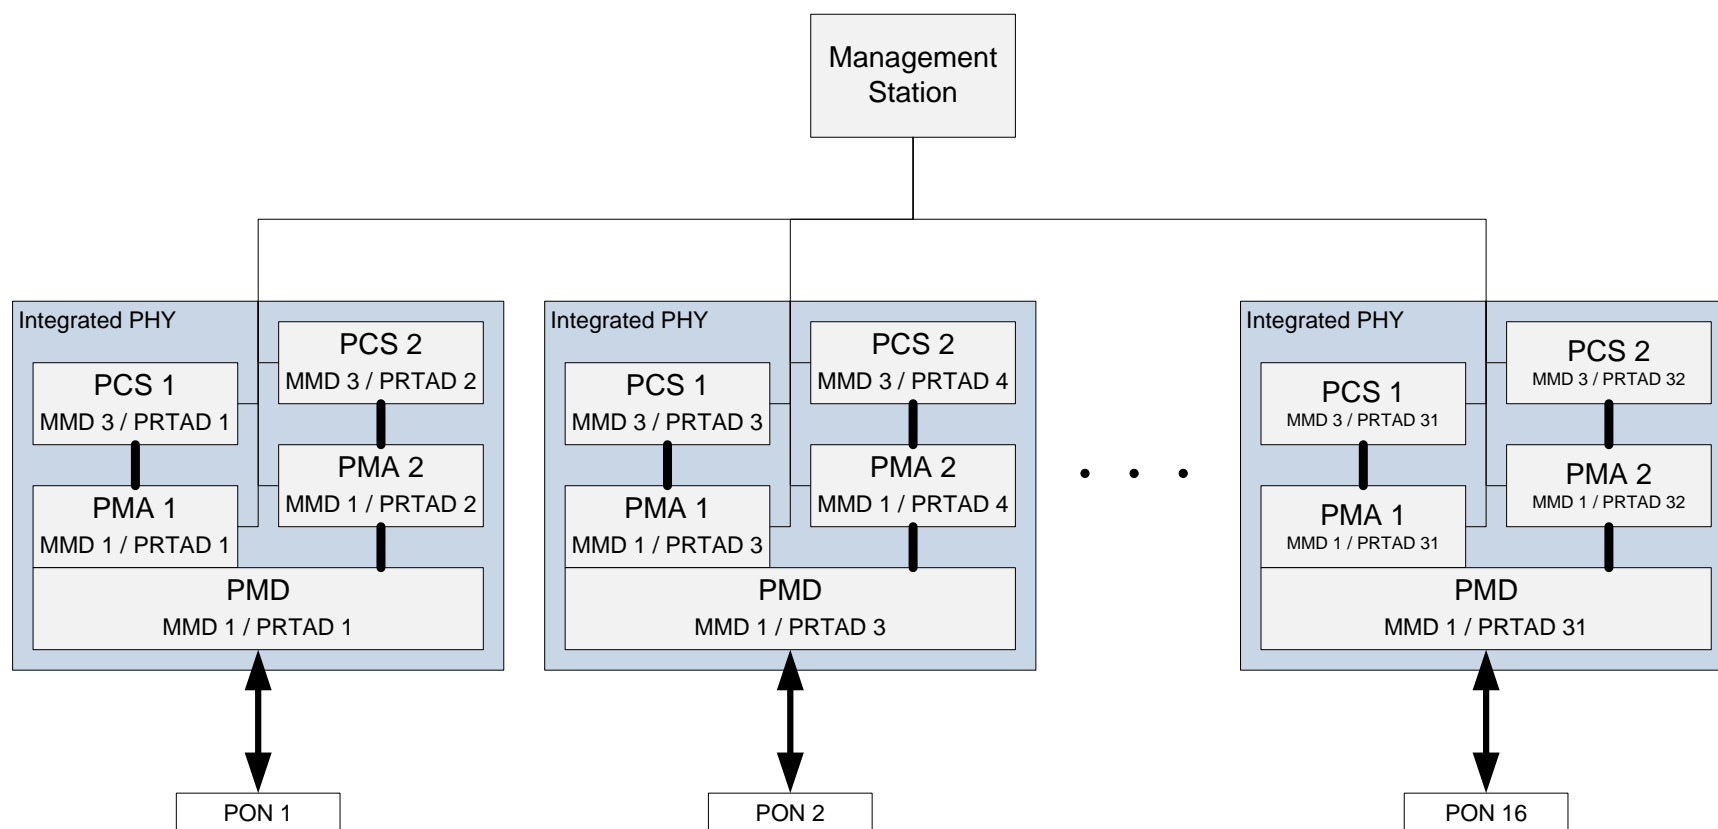 Management
Station
Integrated PHY
PCS 2
MMD 3 / PRTAD 2
PCS 1
MMD 3 / PRTAD 1
PMA 2
MMD 1 / PRTAD 2
PMA 1
MMD 1 / PRTAD 1
PMD
MMD 1 / PRTAD 1
PON 1
Integrated PHY
PCS 2
MMD 3 / PRTAD 4
PCS 1
MMD 3 / PRTAD 3
PMA 2
MMD 1 / PRTAD 4
PMA 1
MMD 1 / PRTAD 3
PMD
MMD 1 / PRTAD 3
PON 2
. . .
Integrated PHY
PCS 2
MMD 3 / PRTAD 32
PCS 1
MMD 3 / PRTAD 31
PMA 2
MMD 1 / PRTAD 32
PMA 1
MMD 1 / PRTAD 31
PMD
MMD 1 / PRTAD 31
PON 16